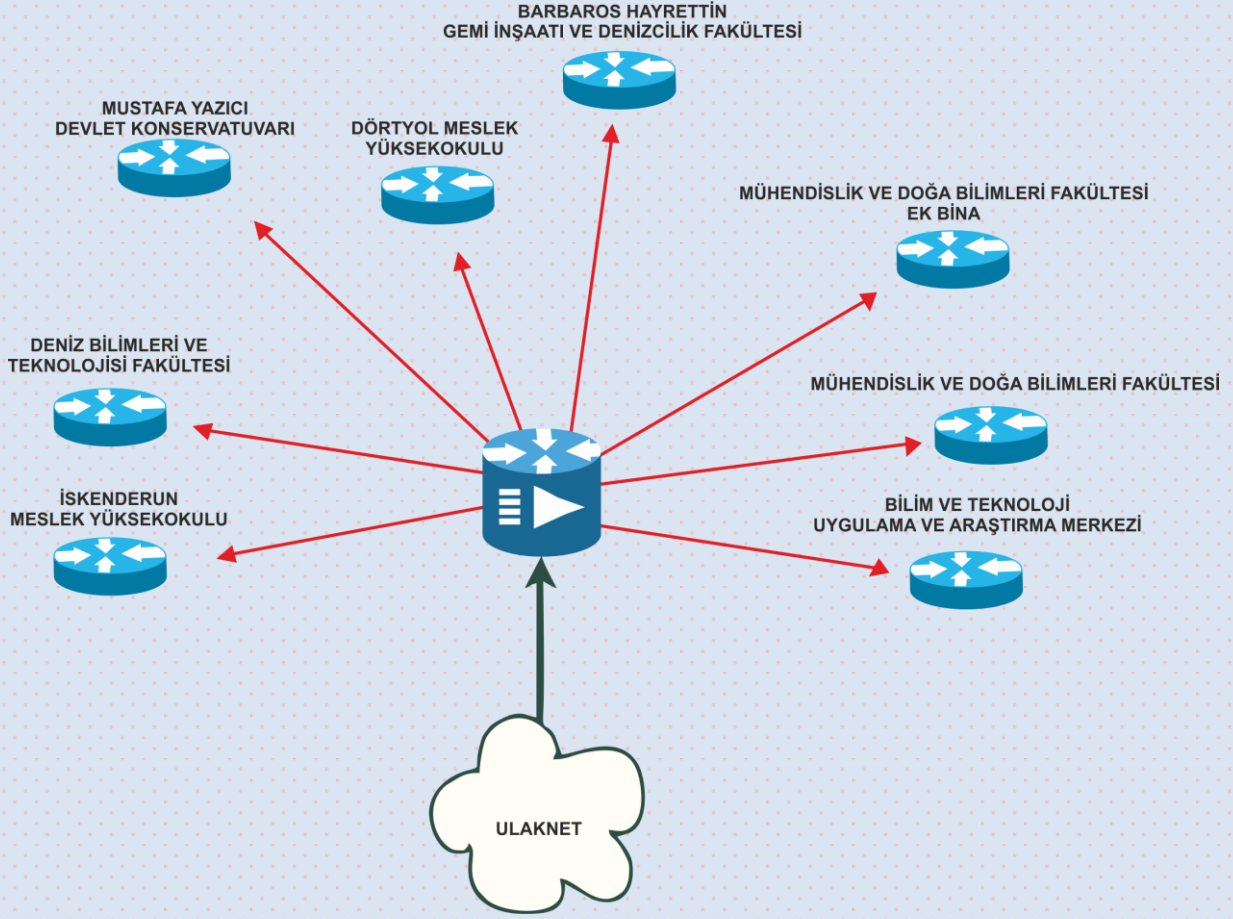 BARBAROS HAYRETTİN
GEMİ İNŞAATI VE DENİZCİLİK FAKÜLTESİ
MUSTAFA YAZICI
DEVLET KONSERVATUVARI
DÖRTYOL MESLEK
YÜKSEKOKULU
MÜHENDİSLİK VE DOĞA BİLİMLERİ FAKÜLTESİ
EK BİNA
DENİZ BİLİMLERİ VE
TEKNOLOJİSİ FAKÜLTESİ
MÜHENDİSLİK VE DOĞA BİLİMLERİ FAKÜLTESİ
İSKENDERUN
MESLEK YÜKSEKOKULU
BİLİM VE TEKNOLOJİ
UYGULAMA VE ARAŞTIRMA MERKEZİ
ULAKNET